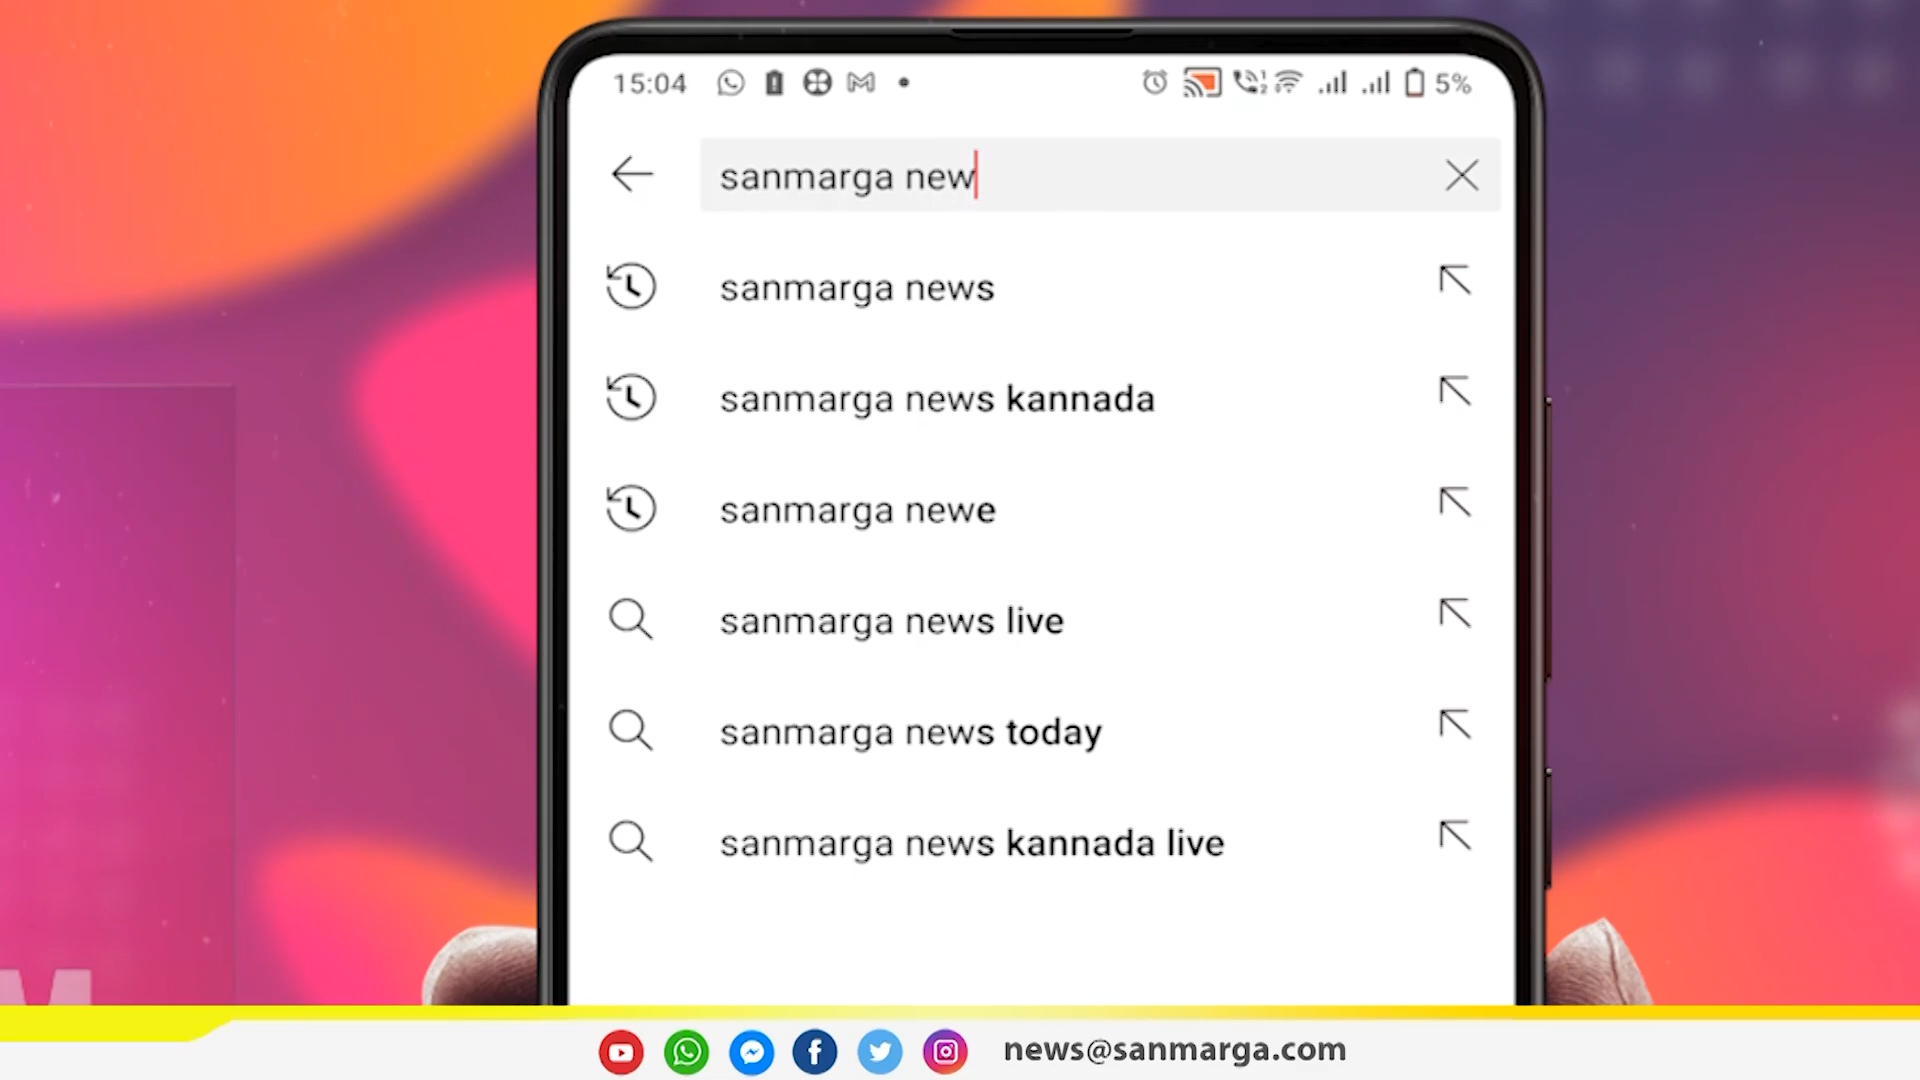 15:04
5%
sanmarga new
sanmarga news
sanmarga news kannada
sanmarga newe
sanmarga news live
sanmarga news today
sanmarga news kannada live
news@sanmarga.com